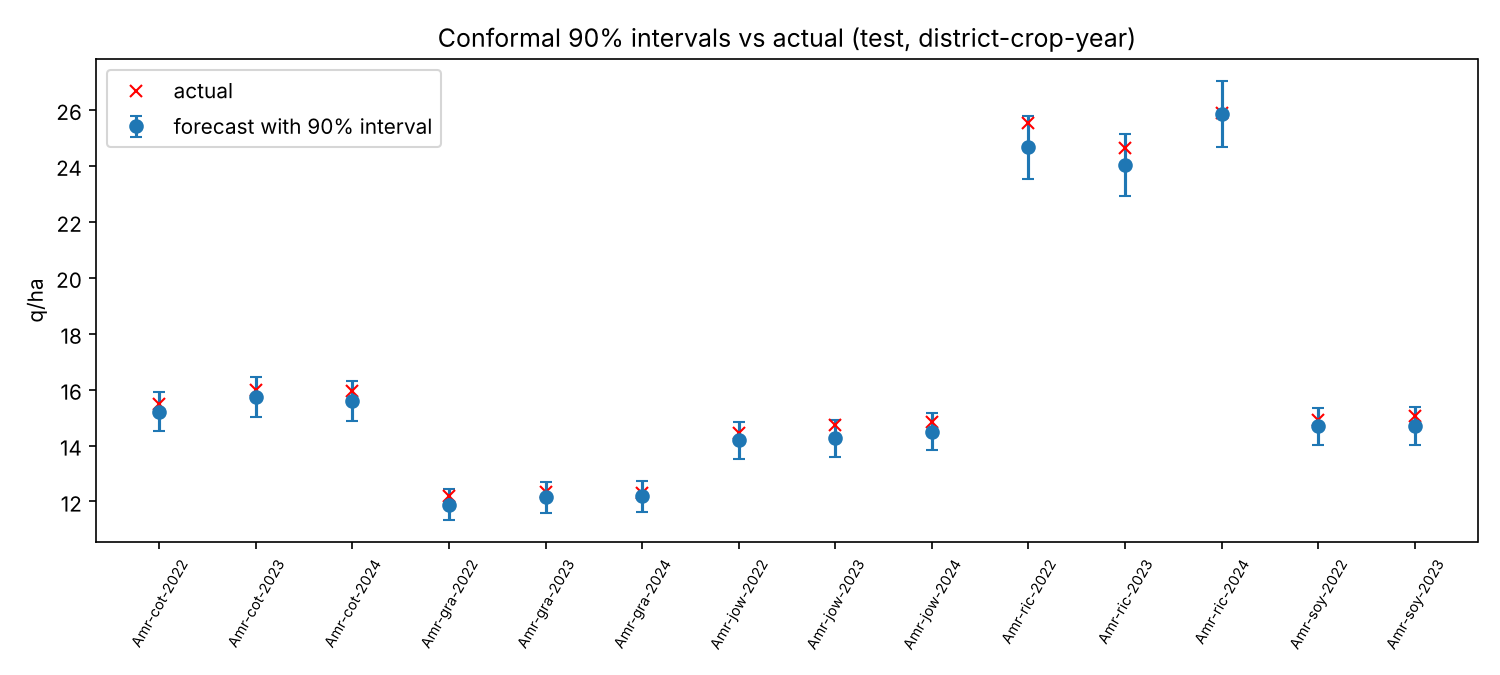 Conformal 90% intervals vs actual (test, district-crop-year)
actual
forecast with 90% interval
q/ha
26
24
22
20
18
16
14
12
Amr-cot-2022
Amr-cot-2023
Amr-cot-2024
Amr-gra-2022
Amr-gra-2023
Amr-gra-2024
Amr-jow-2022
Amr-jow-2023
Amr-jow-2024
Amr-ric-2022
Amr-ric-2023
Amr-ric-2024
Amr-soy-2022
Amr-soy-2023